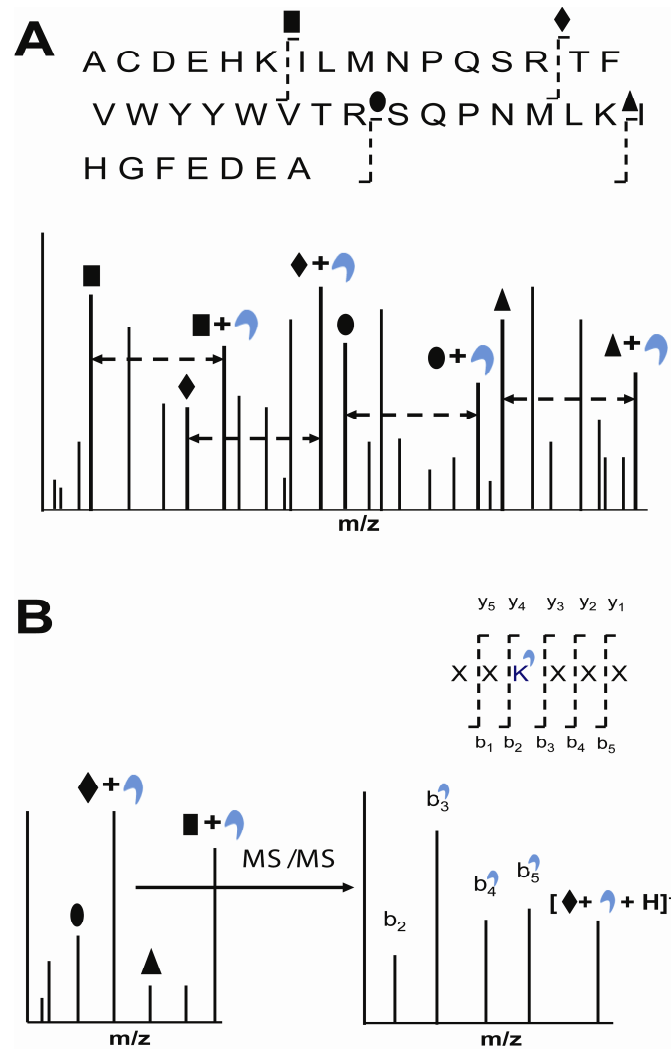 A
A C D E H K I L M N P Q S R T F
V W Y Y W V T R S Q P N M L K I
H G F E D E A
+
+
+
+
m/z
B
y5 y4 y3 y2 y1
X X K X X X
b1 b2 b3 b4 b5
+
+
MS /MS
b3
b5
b4
[ + + H]+
b2
m/z
m/z